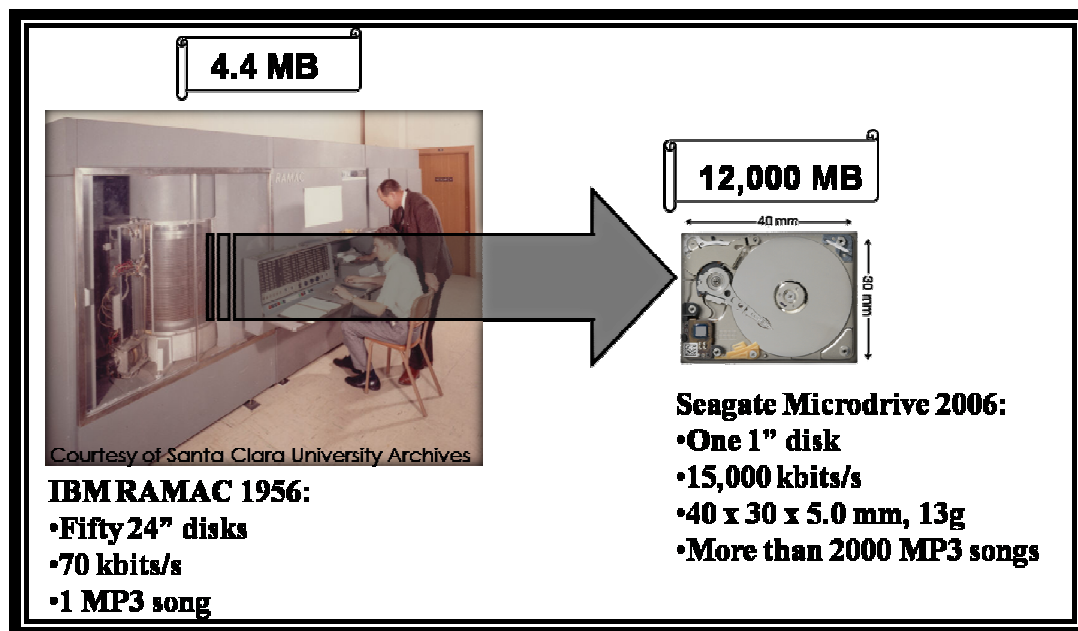 4.4 MB
RAMAC
Courtesy of Santa Clara University Archives
IBM RAMAC 1956:
•Fifty 24” disks
•70 kbits/s
•1 MP3 song
12,000 MB
40 mm
30 mm
Seagate Microdrive 2006:
•One 1” disk
•15,000 kbits/s
•40 x 30 x 5.0 mm, 13g
•More than 2000 MP3 songs